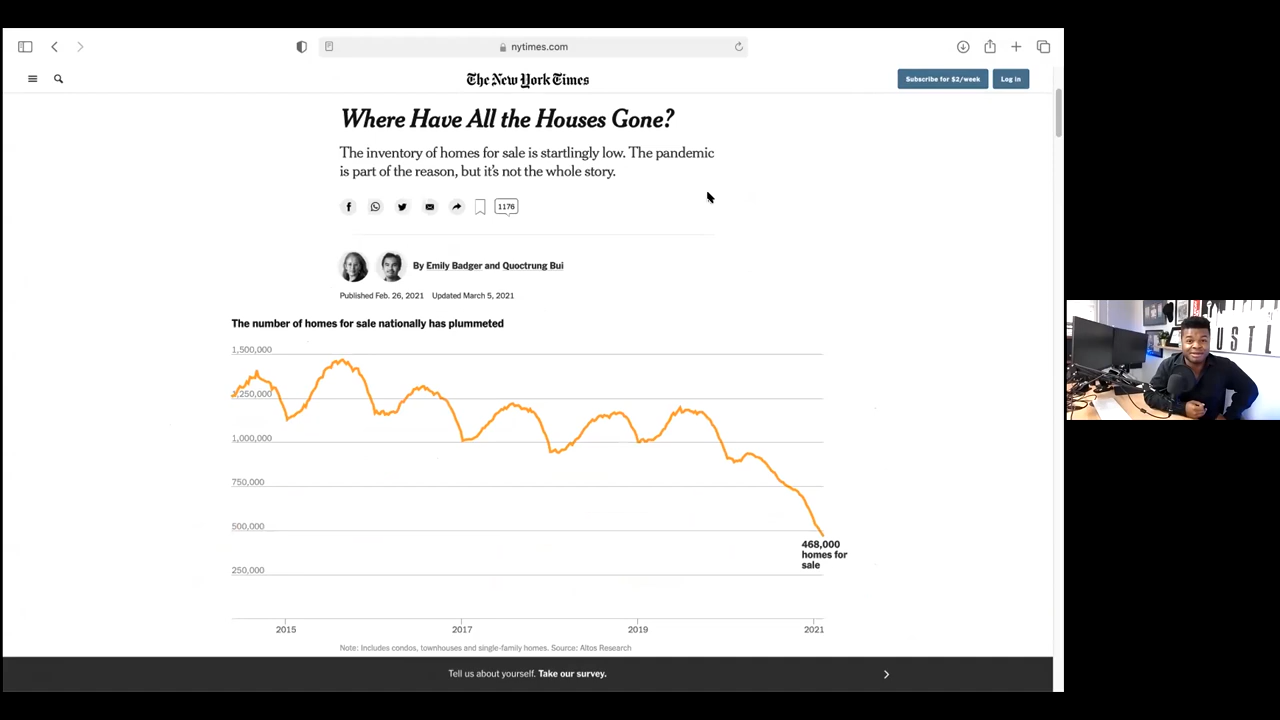 nytimes.com
The New York Times
Subscribe for $2/week
Log in
Where Have All the Houses Gone?
The inventory of homes for sale is startlingly low. The pandemic
is part of the reason, but it's not the whole story.
1176
By Emily Badger and Quoctrung Bui
Published Feb. 26, 2021 Updated March 5, 2021
The number of homes for sale nationally has plummeted
1,500,000
1,250,000
1,000,000
750,000
500,000
250,000
468,000
homes for
sale
2015
2017
2019
2021
Note: Includes condos, townhouses and single-family homes. Source: Altos Research
Tell us about yourself. Take our survey.
USTL